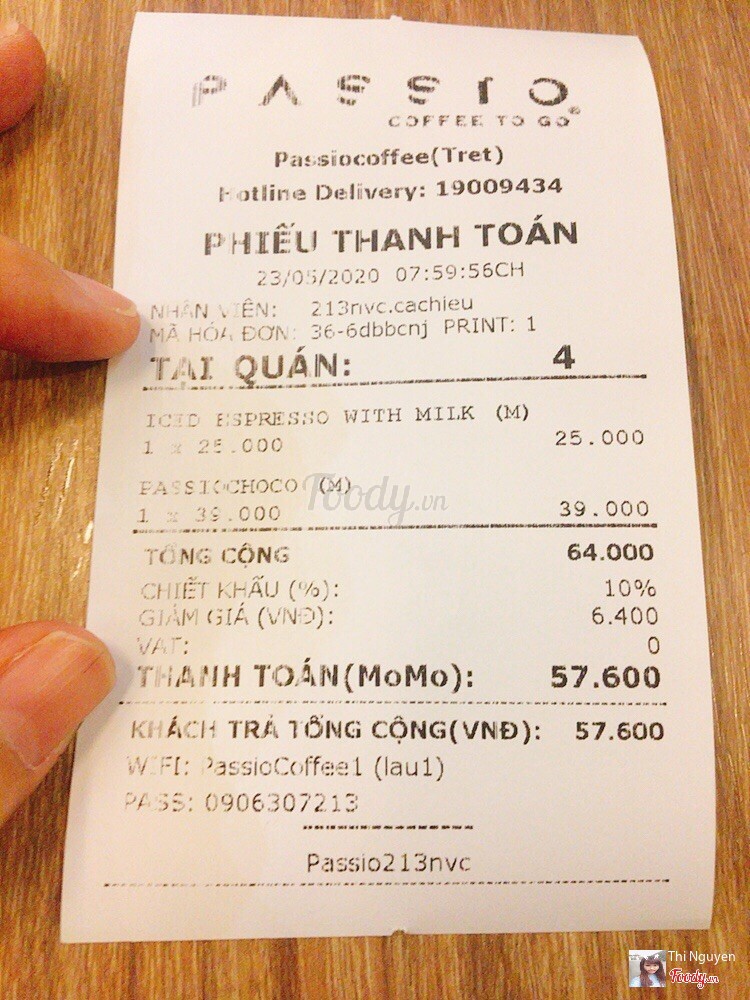 PASSIO
COFFEE TO GO
Passiocoffee(Tret)
Hotline Delivery: 19009434
PHIẾU THANH TOÁN
23/05/2020 07:59:56CH
NHÂN VIÊN: 213nvc.cachieu
MÃ HÓA ĐƠN: 36-6dbbcnj PRINT: 1
TẠI QUÁN: 4
ICED ESPRESSO WITH MILK (M)
1 x 25.000 25.000
PASSIOCHOCO (M)
1 x 39.000 39.000
TỔNG CỘNG 64.000
CHIẾT KHẤU (%): 10%
GIẢM GIÁ (VNĐ): 6.400
VAT: 0
THANH TOÁN(MoMo): 57.600
KHÁCH TRẢ TỔNG CỘNG(VNĐ): 57.600
WIFI: PassioCoffee1 (lau1)
PASS: 0906307213
Passio213nvc
Foody.vn
Thi Nguyen
Foody.vn